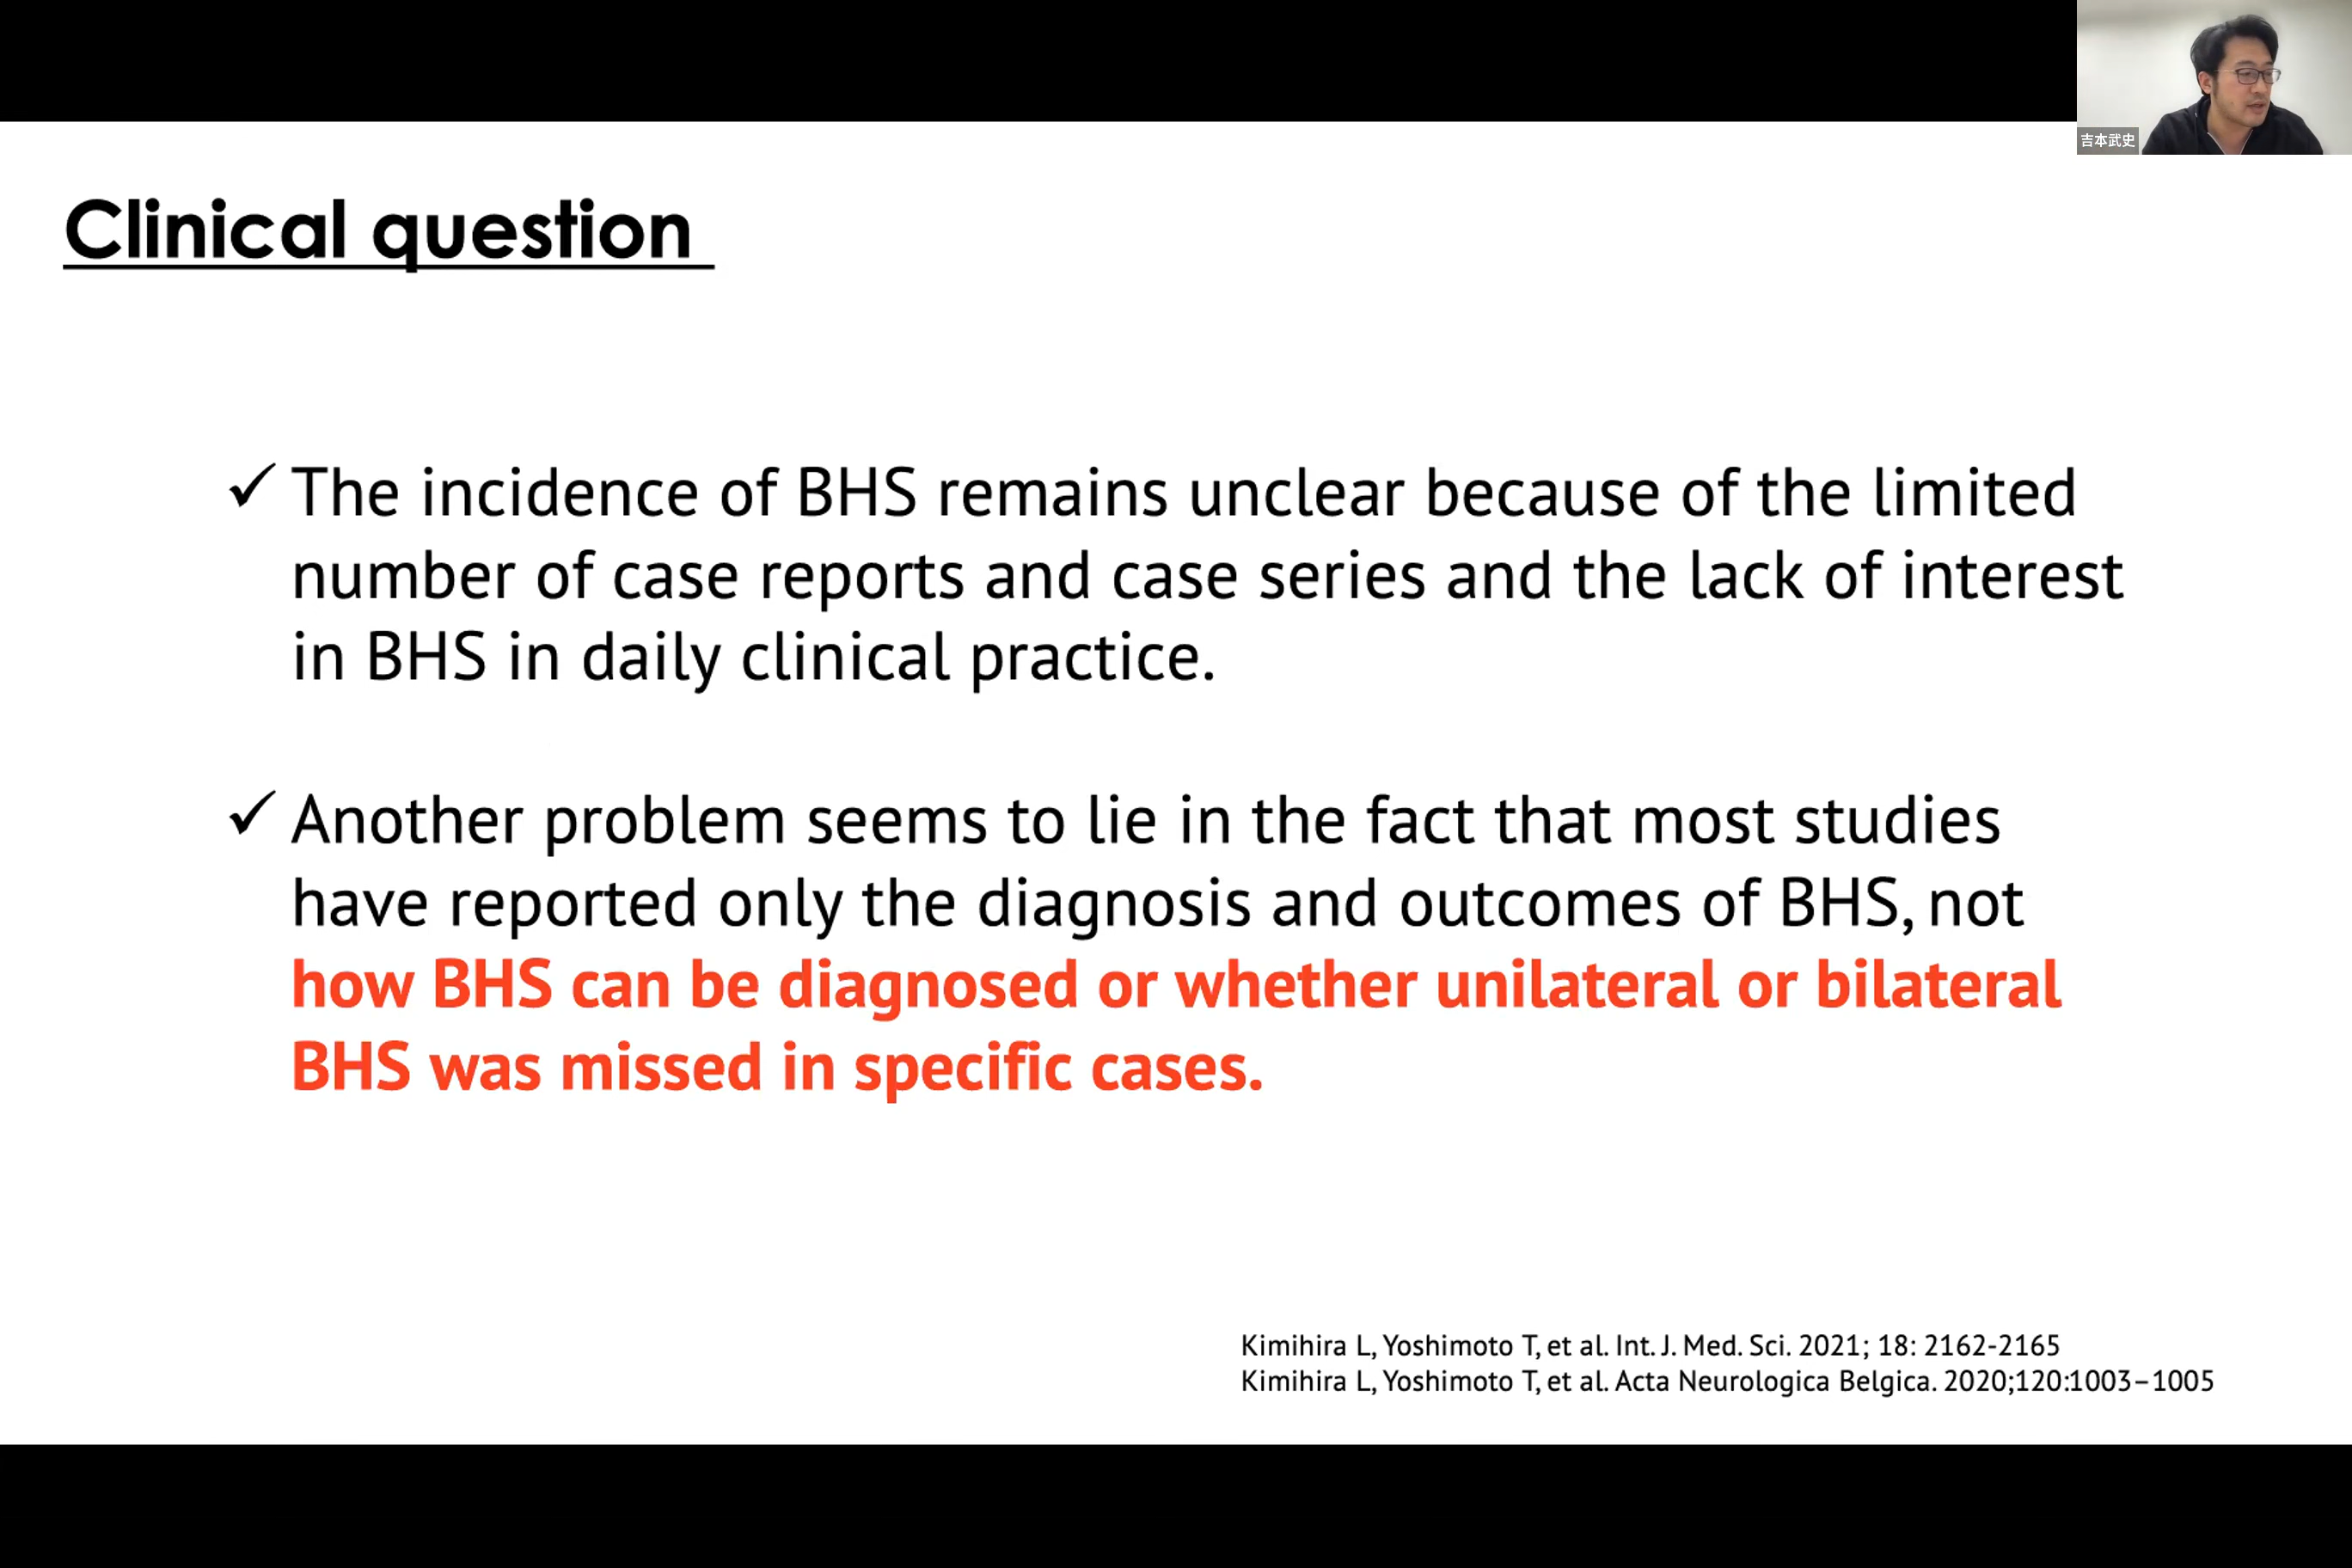 吉本武史
Clinical question
✓ The incidence of BHS remains unclear because of the limited
number of case reports and case series and the lack of interest
in BHS in daily clinical practice.
✓ Another problem seems to lie in the fact that most studies
have reported only the diagnosis and outcomes of BHS, not
how BHS can be diagnosed or whether unilateral or bilateral
BHS was missed in specific cases.
Kimihira L, Yoshimoto T, et al. Int. J. Med. Sci. 2021; 18: 2162-2165
Kimihira L, Yoshimoto T, et al. Acta Neurologica Belgica. 2020;120:1003–1005